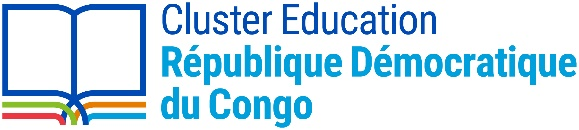 Cluster Education
République Démocratique
du Congo